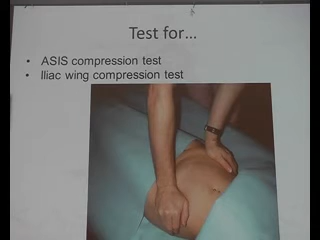 Test for…
• ASIS compression test
• Iliac wing compression test